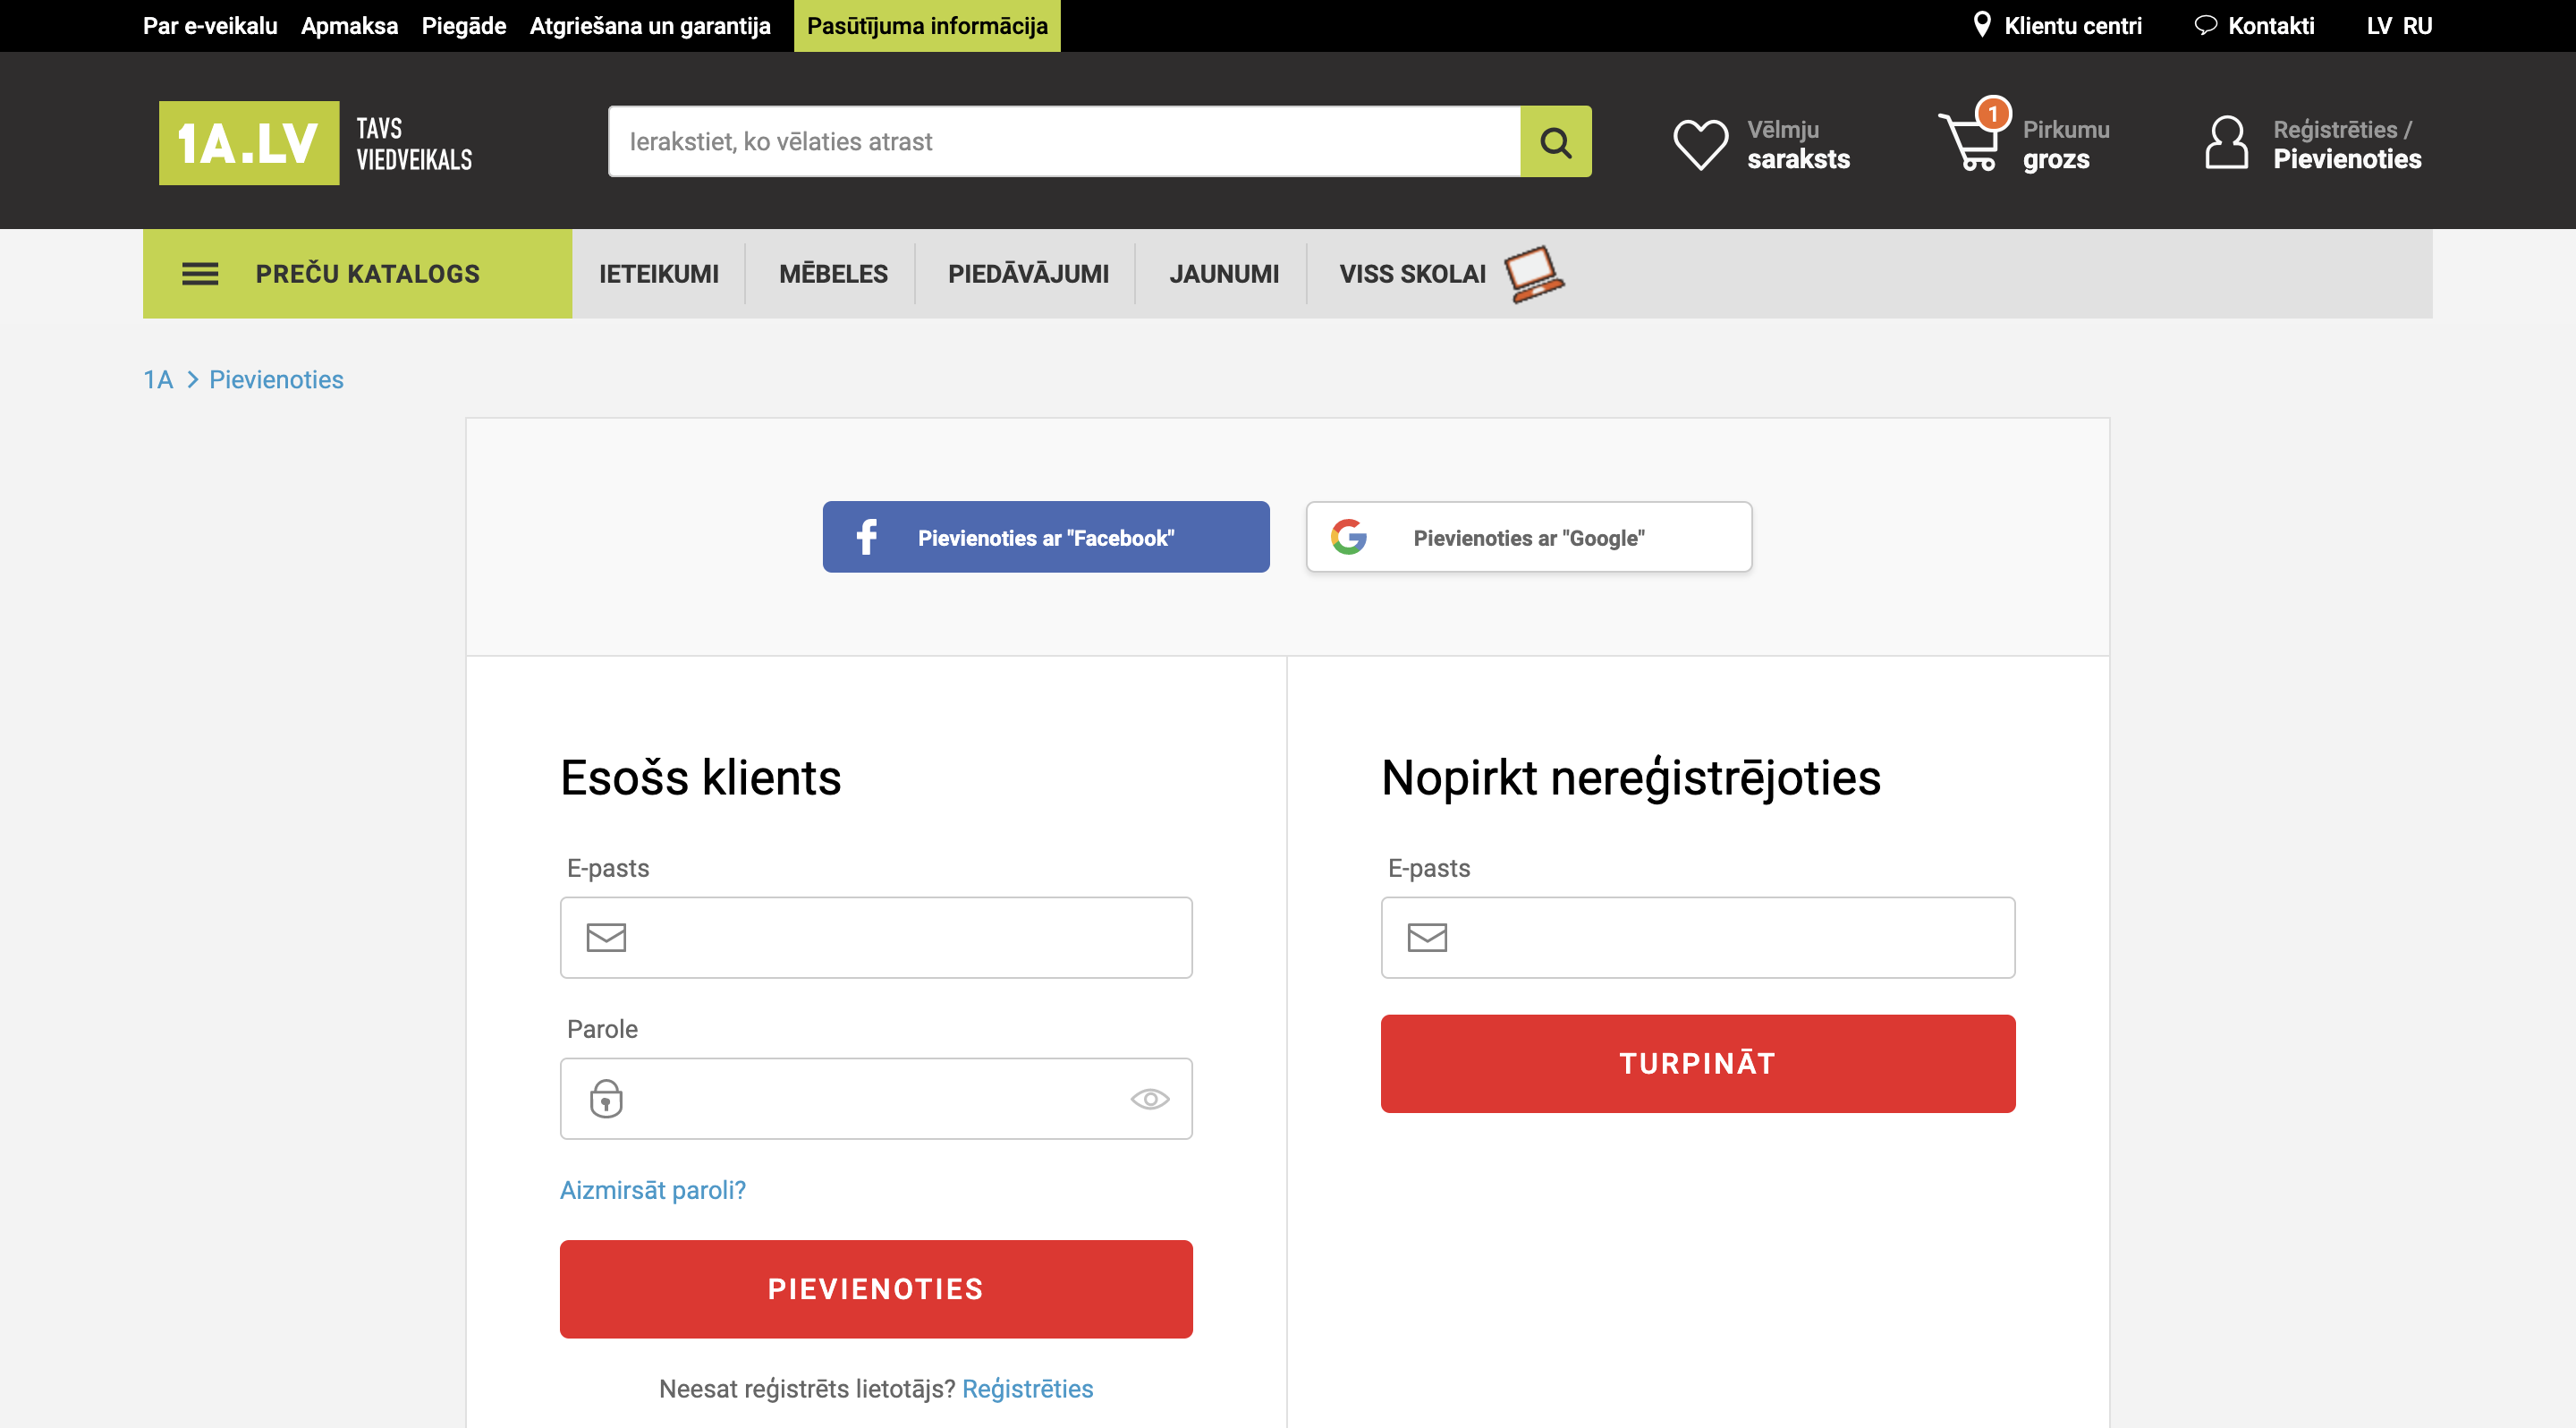 Par e-veikalu Apmaksa Piegāde Atgriešana un garantija Pasūtījuma informācija Klientu centri Kontakti LV RU
1A.LV
TAVS
VIEDVEIKALS
Ierakstiet, ko vēlaties atrast
Vēlmju
saraksts
1
Pirkumu
grozs
Reģistrēties /
Pievienoties
PREČU KATALOGS IETEIKUMI MĒBELES PIEDĀVĀJUMI JAUNUMI VISS SKOLAI
1A > Pievienoties
Pievienoties ar "Facebook"
Pievienoties ar "Google"
Esošs klients
E-pasts
Parole
Aizmirsāt paroli?
PIEVIENOTIES
Neesat reģistrēts lietotājs? Reģistrēties
Nopirkt nereģistrējoties
E-pasts
TURPINĀT